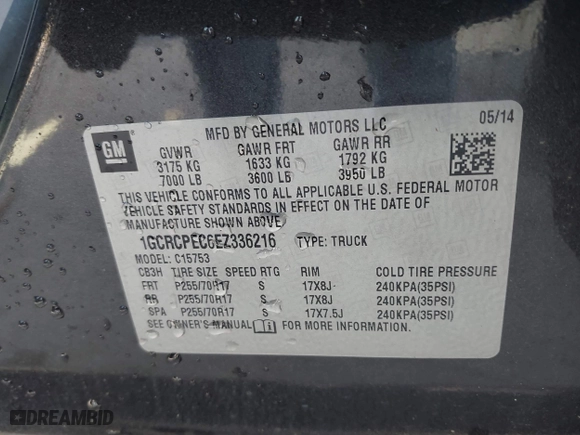 MFD BY GENERAL MOTORS LLC
05/14
GM
GVWR GAWR FRT GAWR RR
3175 KG 1633 KG 1792 KG
7000 LB 3600 LB 3950 LB
THIS VEHICLE CONFORMS TO ALL APPLICABLE U.S. FEDERAL MOTOR
VEHICLE SAFETY STANDARDS IN EFFECT ON THE DATE OF
MANUFACTURE SHOWN ABOVE.
1GCRCPEC6EZ336216 TYPE: TRUCK
MODEL: C15753
CB3H TIRE SIZE SPEED RTG RIM COLD TIRE PRESSURE
FRT P255/70R17 S 17X8J 240KPA(35PSI)
RR P255/70R17 S 17X8J 240KPA(35PSI)
SPA P255/70R17 S 17X7.5J 240KPA(35PSI)
SEE OWNER'S MANUAL FOR MORE INFORMATION.
DREAMBID